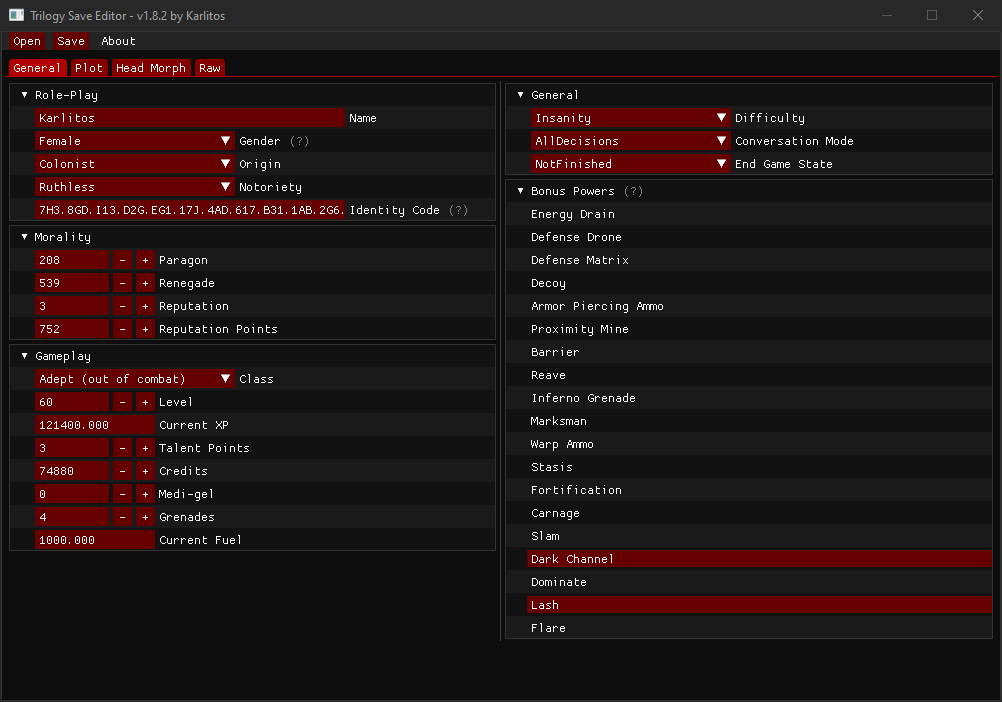 Trilogy Save Editor - v1.8.2 by Karlitos
Open Save About
General Plot Head Morph Raw
Role-Play
Karlitos Name
Female Gender (?)
Colonist Origin
Ruthless Notoriety
7H3.8GD.I13.D2G.EG1.17J.4AD.617.B31.1AB.2G6. Identity Code (?)
Morality
208 - + Paragon
539 - + Renegade
3 - + Reputation
752 - + Reputation Points
Gameplay
Adept (out of combat) Class
60 - + Level
121400.000 Current XP
3 - + Talent Points
74880 - + Credits
0 - + Medi-gel
4 - + Grenades
1000.000 Current Fuel
General
Insanity Difficulty
AllDecisions Conversation Mode
NotFinished End Game State
Bonus Powers (?)
Energy Drain
Defense Drone
Defense Matrix
Decoy
Armor Piercing Ammo
Proximity Mine
Barrier
Reave
Inferno Grenade
Marksman
Warp Ammo
Stasis
Fortification
Carnage
Slam
Dark Channel
Dominate
Lash
Flare